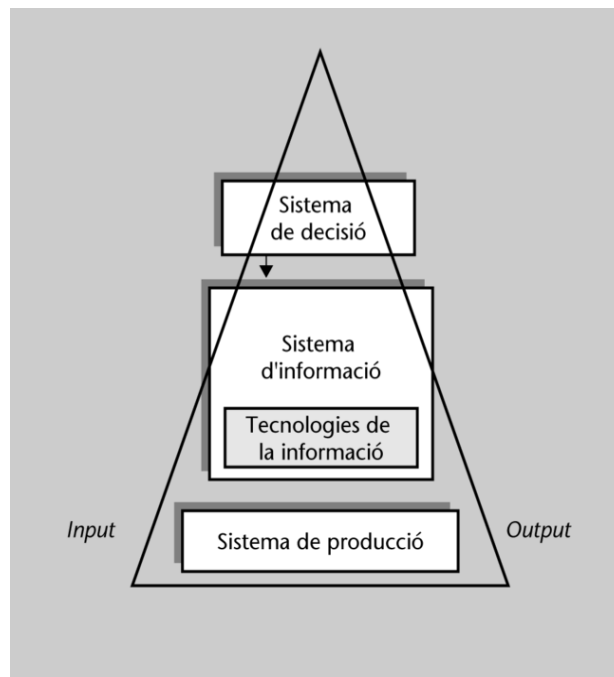 Sistema
de decisió
Sistema
d'informació
Tecnologies de
la informació
Input
Sistema de producció
Output